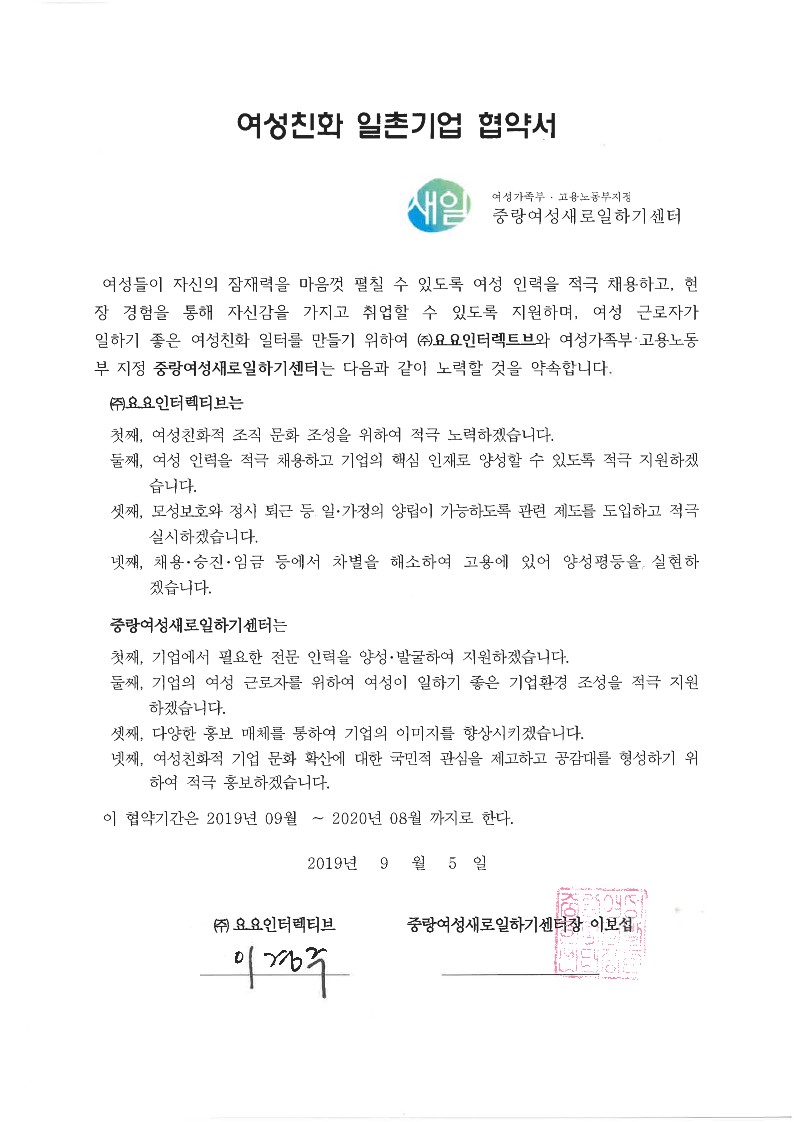 여성친화 일촌기업 협약서
새일
여성가족부 · 고용노동부지정
중랑여성새로일하기센터
여성들이 자신의 잠재력을 마음껏 펼칠 수 있도록 여성 인력을 적극 채용하고, 현
장 경험을 통해 자신감을 가지고 취업할 수 있도록 지원하며, 여성 근로자가
일하기 좋은 여성친화 일터를 만들기 위하여 ㈜요요인터렉트브와 여성가족부·고용노동
부 지정 중랑여성새로일하기센터는 다음과 같이 노력할 것을 약속합니다.
㈜요요인터렉티브는
첫째, 여성친화적 조직 문화 조성을 위하여 적극 노력하겠습니다.
둘째, 여성 인력을 적극 채용하고 기업의 핵심 인재로 양성할 수 있도록 적극 지원하겠
습니다.
셋째, 모성보호와 정시 퇴근 등 일·가정의 양립이 가능하도록 관련 제도를 도입하고 적극
실시하겠습니다.
넷째, 채용·승진·임금 등에서 차별을 해소하여 고용에 있어 양성평등을 실현하
겠습니다.
중랑여성새로일하기센터는
첫째, 기업에서 필요한 전문 인력을 양성·발굴하여 지원하겠습니다.
둘째, 기업의 여성 근로자를 위하여 여성이 일하기 좋은 기업환경 조성을 적극 지원
하겠습니다.
셋째, 다양한 홍보 매체를 통하여 기업의 이미지를 향상시키겠습니다.
넷째, 여성친화적 기업 문화 확산에 대한 국민적 관심을 제고하고 공감대를 형성하기 위
하여 적극 홍보하겠습니다.
이 협약기간은 2019년 09월 ~ 2020년 08월 까지로 한다.
2019년 9 월 5 일
㈜ 요요인터렉티브
중랑여성새로일하기센터장 이보섭